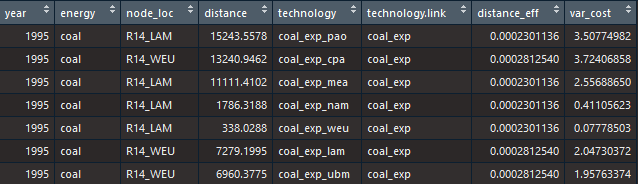 year energy node_loc distance technology technology.link distance_eff var_cost
1995 coal R14_LAM 15243.5578 coal_exp_pao coal_exp 0.0002301136 3.50774982
1995 coal R14_WEU 13240.9462 coal_exp_cpa coal_exp 0.0002812540 3.72406858
1995 coal R14_LAM 11111.4102 coal_exp_mea coal_exp 0.0002301136 2.55688650
1995 coal R14_LAM 1786.3188 coal_exp_nam coal_exp 0.0002301136 0.41105623
1995 coal R14_LAM 338.0288 coal_exp_weu coal_exp 0.0002301136 0.07778503
1995 coal R14_WEU 7279.1995 coal_exp_lam coal_exp 0.0002812540 2.04730372
1995 coal R14_WEU 6960.3775 coal_exp_ubm coal_exp 0.0002812540 1.95763374